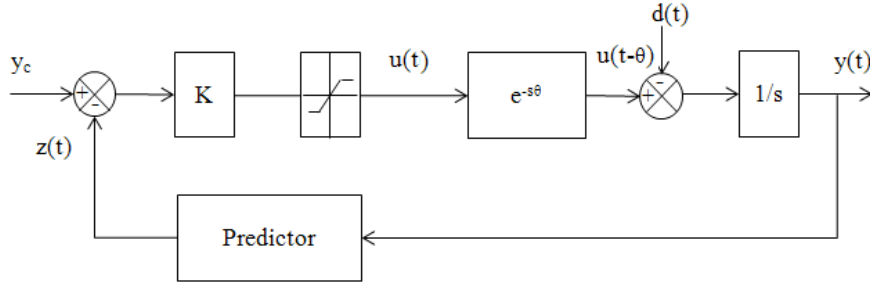 d(t)
y_c
+
-
K
u(t)
e^{-sθ}
u(t-θ)
+
-
1/s
y(t)
z(t)
Predictor